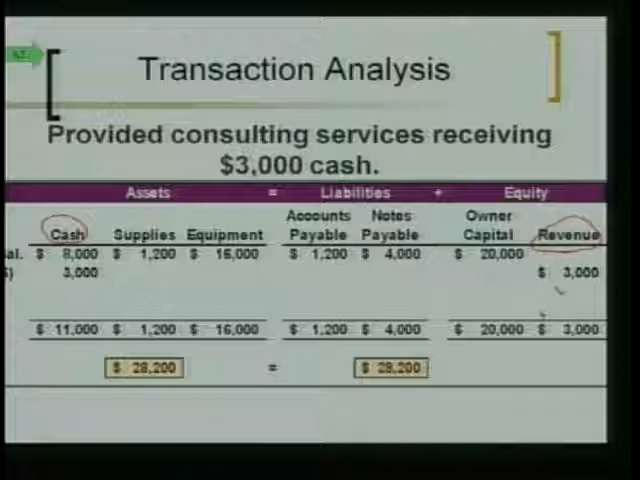 Transaction Analysis
Provided consulting services receiving
$3,000 cash.
Assets = Liabilities + Equity
Accounts Notes Owner
Cash Supplies Equipment Payable Payable Capital Revenue
al. $ 8,000 $ 1,200 $ 16,000 $ 1,200 $ 4,000 $ 20,000
) 3,000 $ 3,000
$ 11,000 $ 1,200 $ 16,000 $ 1,200 $ 4,000 $ 20,000 $ 3,000
$ 28,200 = $ 28,200